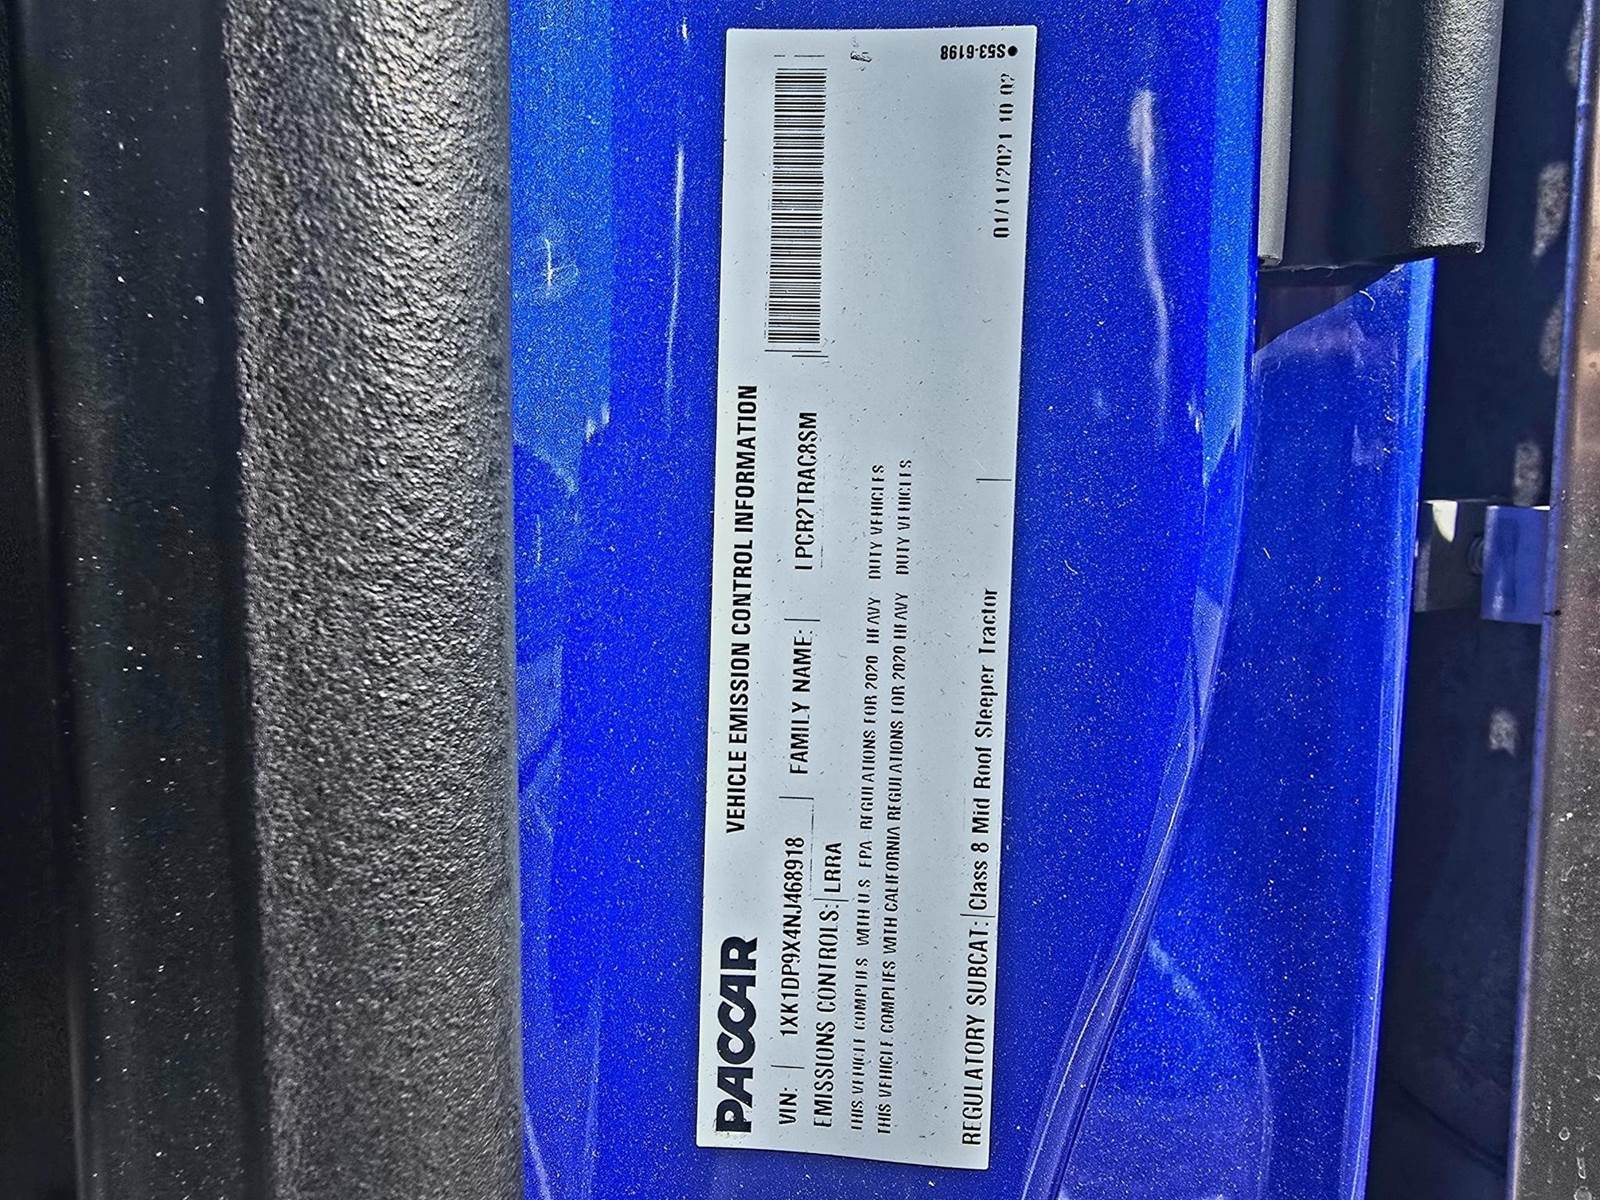 PACCAR
VEHICLE EMISSION CONTROL INFORMATION
VIN: 1XK1DP9X4NJ468918 FAMILY NAME: LPCR2TRAC8SM
EMISSIONS CONTROLS: LRRA
THIS VEHICLE COMPLIES WITH U.S. EPA REGULATIONS FOR 2020 HEAVY DUTY VEHICLES
THIS VEHICLE COMPLIES WITH CALIFORNIA REGULATIONS FOR 2020 HEAVY DUTY VEHICLES
REGULATORY SUBCAT: Class 8 Mid Roof Sleeper Tractor
01/11/2021 10 02
S53-6198